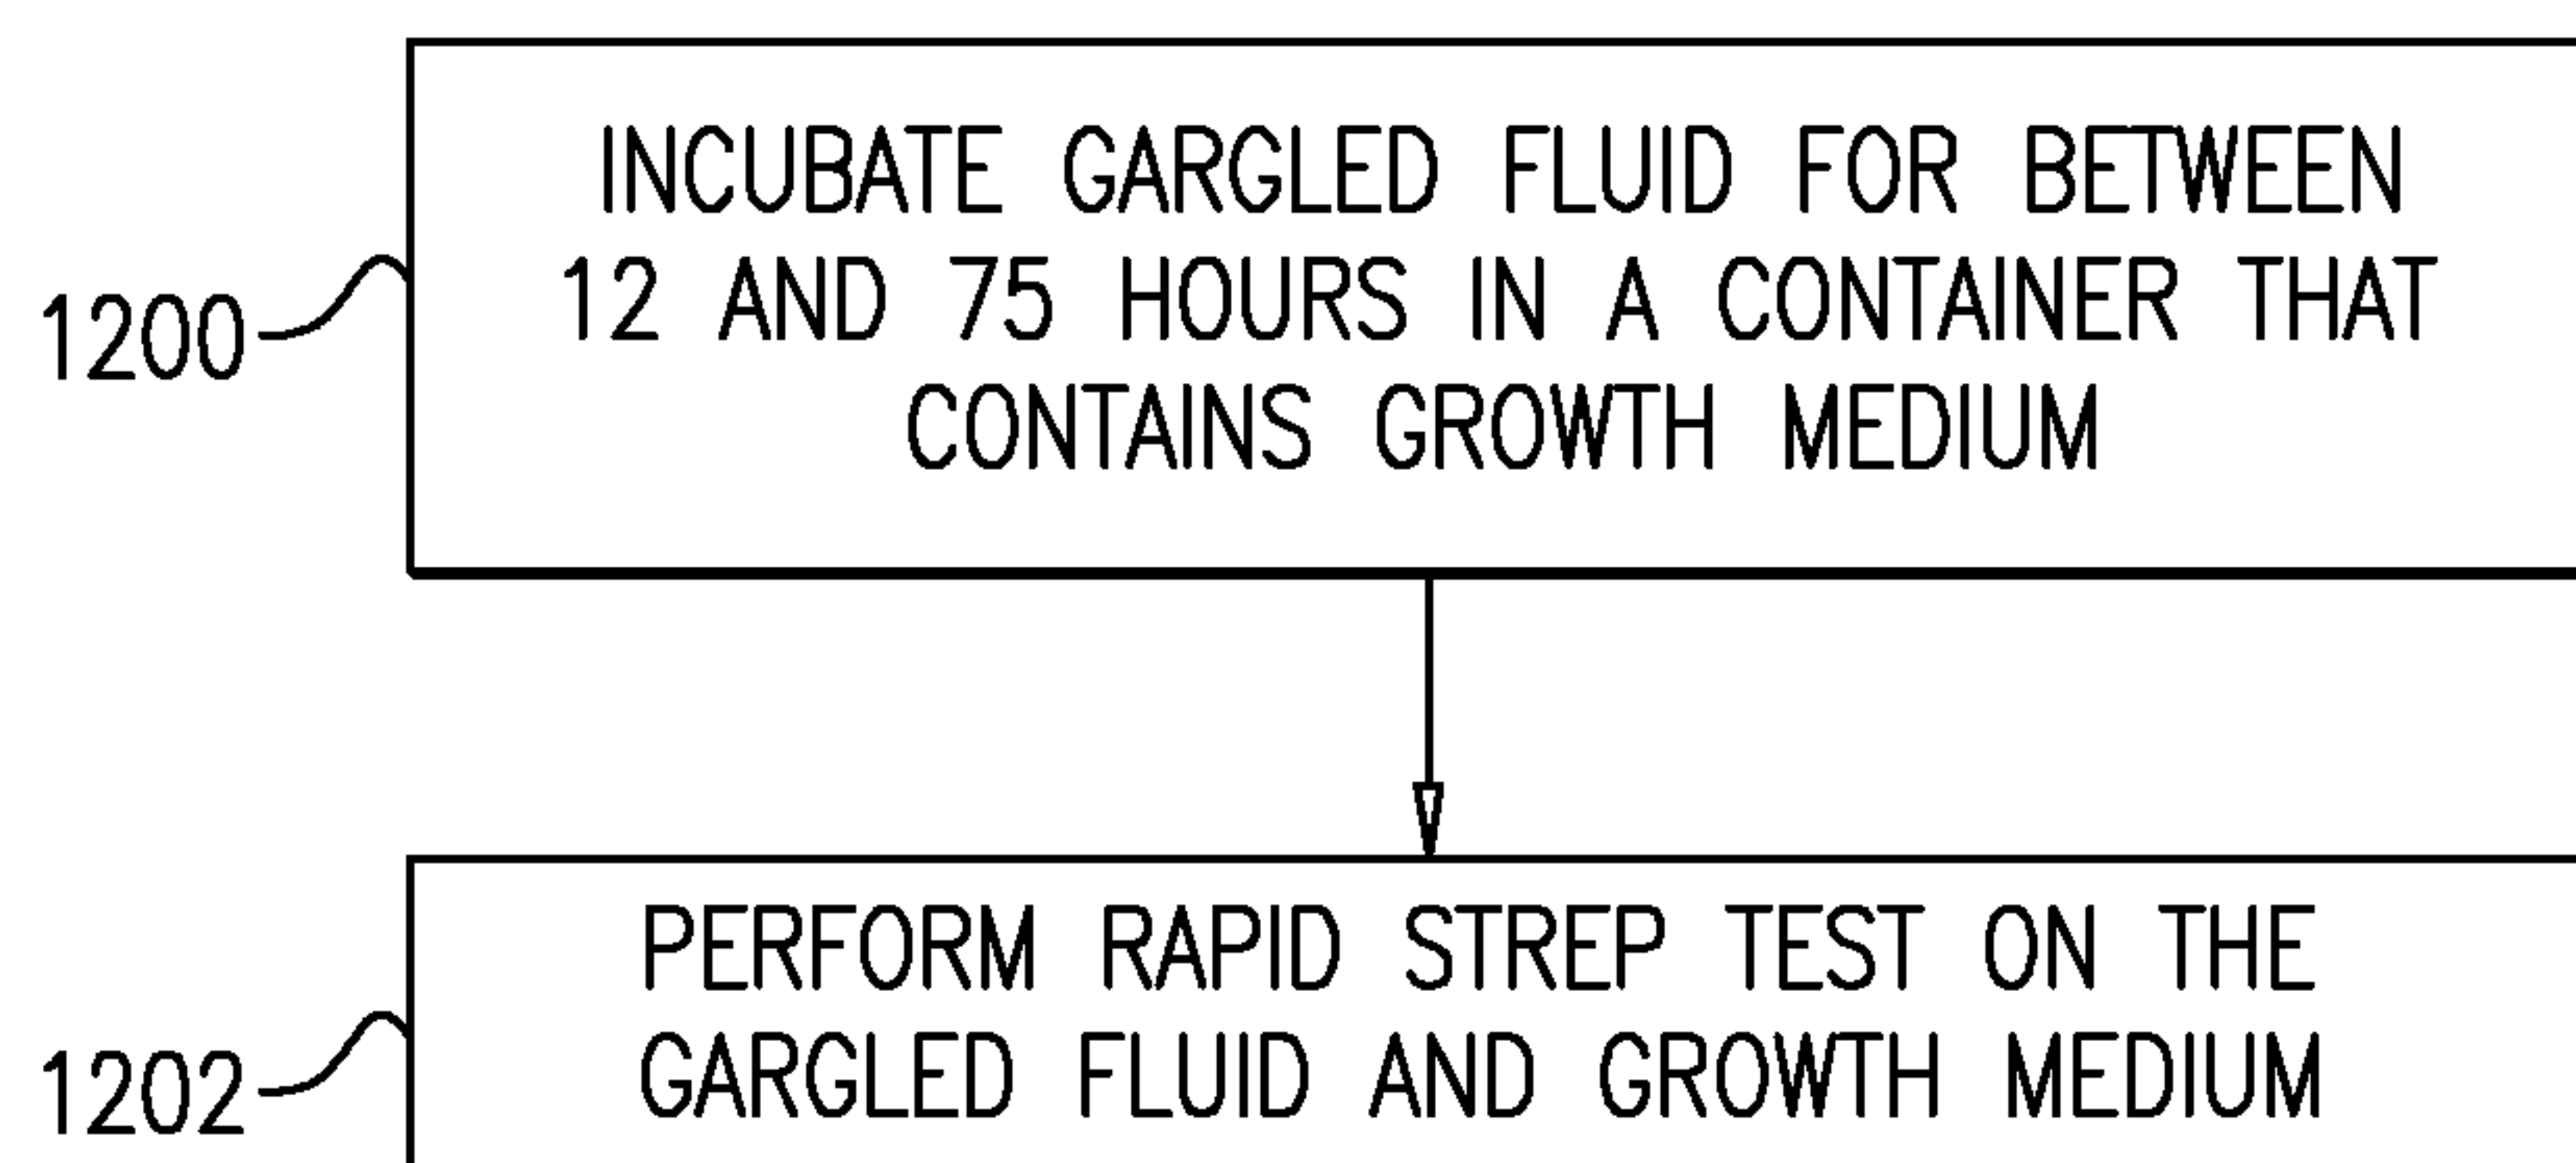 INCUBATE GARGLED FLUID FOR BETWEEN
12 AND 75 HOURS IN A CONTAINER THAT
CONTAINS GROWTH MEDIUM
1200
PERFORM RAPID STREP TEST ON THE
GARGLED FLUID AND GROWTH MEDIUM
1202